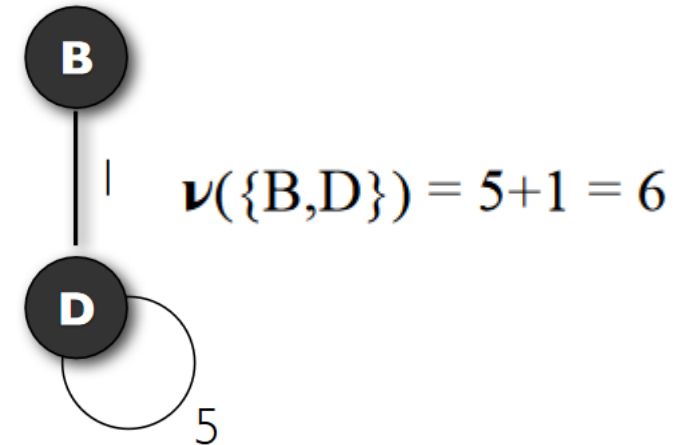 B
1
𝝂({B,D}) = 5+1 = 6
D
5